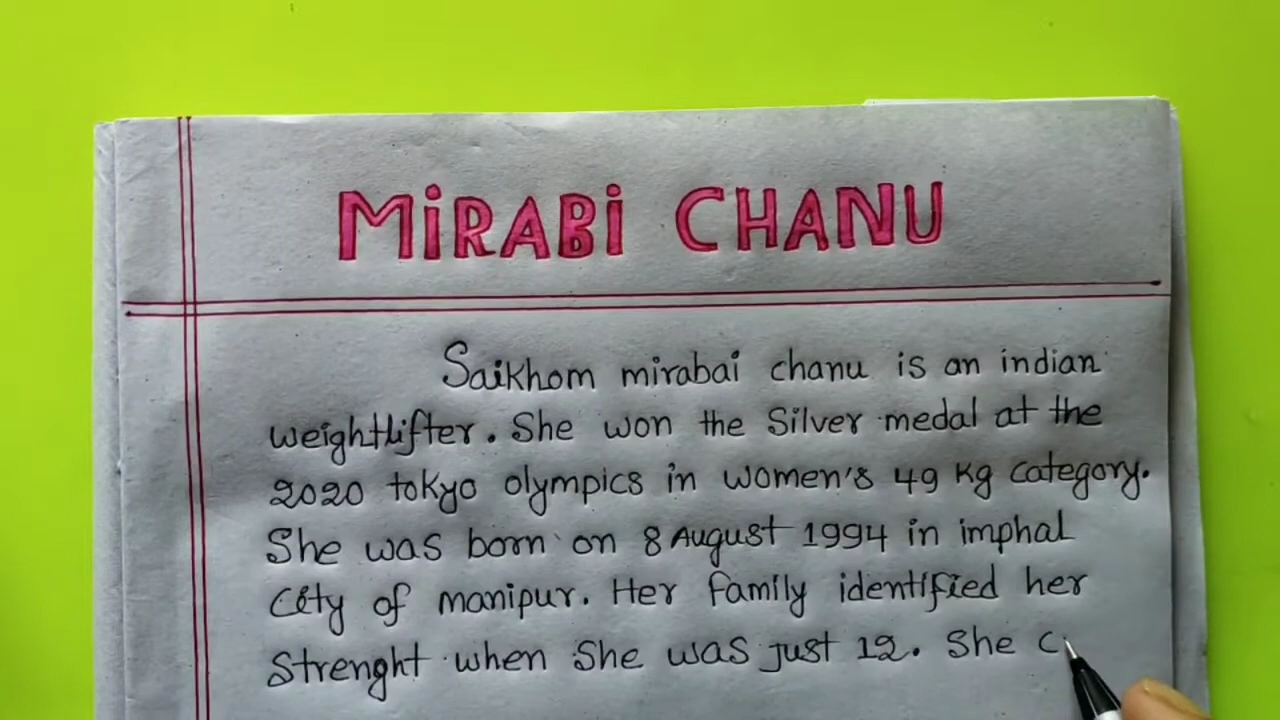 MiRABi CHANU
Saikhom mirabai chanu is an indian
weightlifter. She won the Silver medal at the
2020 tokyo olympics in women's 49 kg category.
She was born on 8 August 1994 in imphal
City of manipur. Her family identified her
Strenght when She was just 12. She c